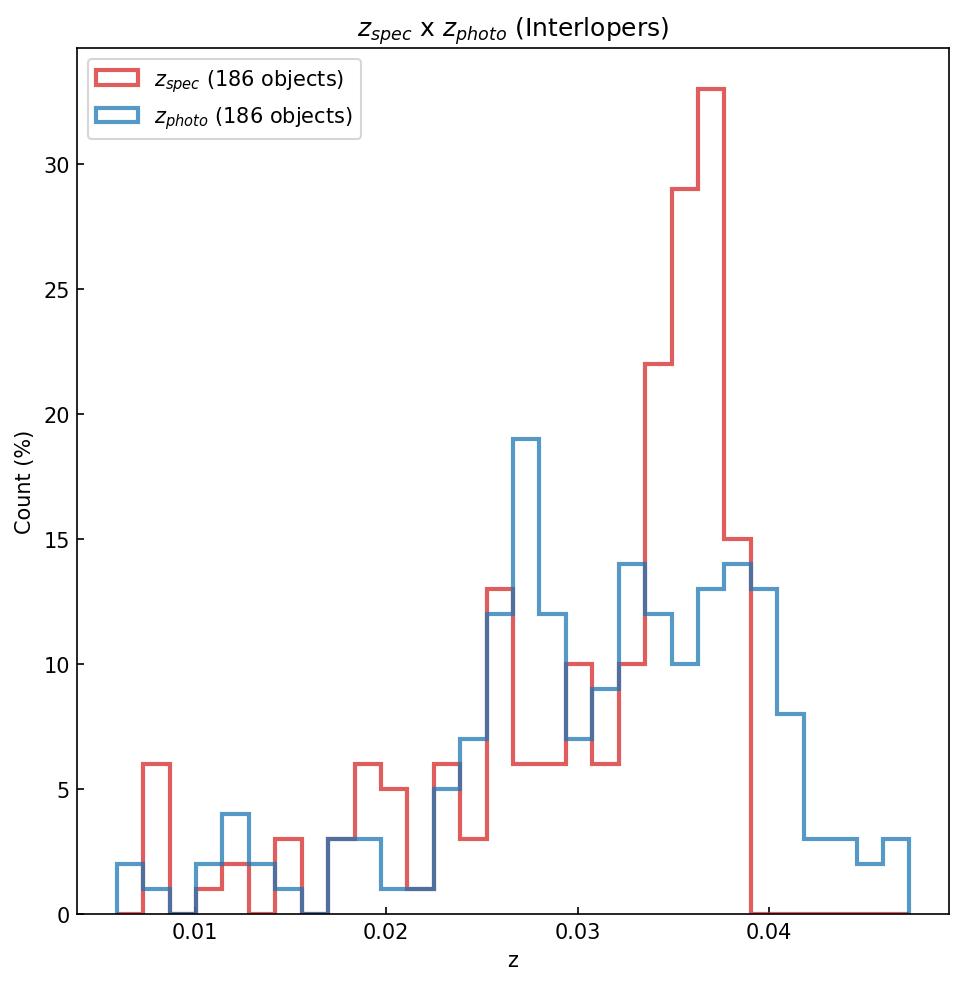 z_spec x z_photo (Interlopers)
z_spec (186 objects)
z_photo (186 objects)
Count (%)
30
25
20
15
10
5
0
0.01 0.02 0.03 0.04
z